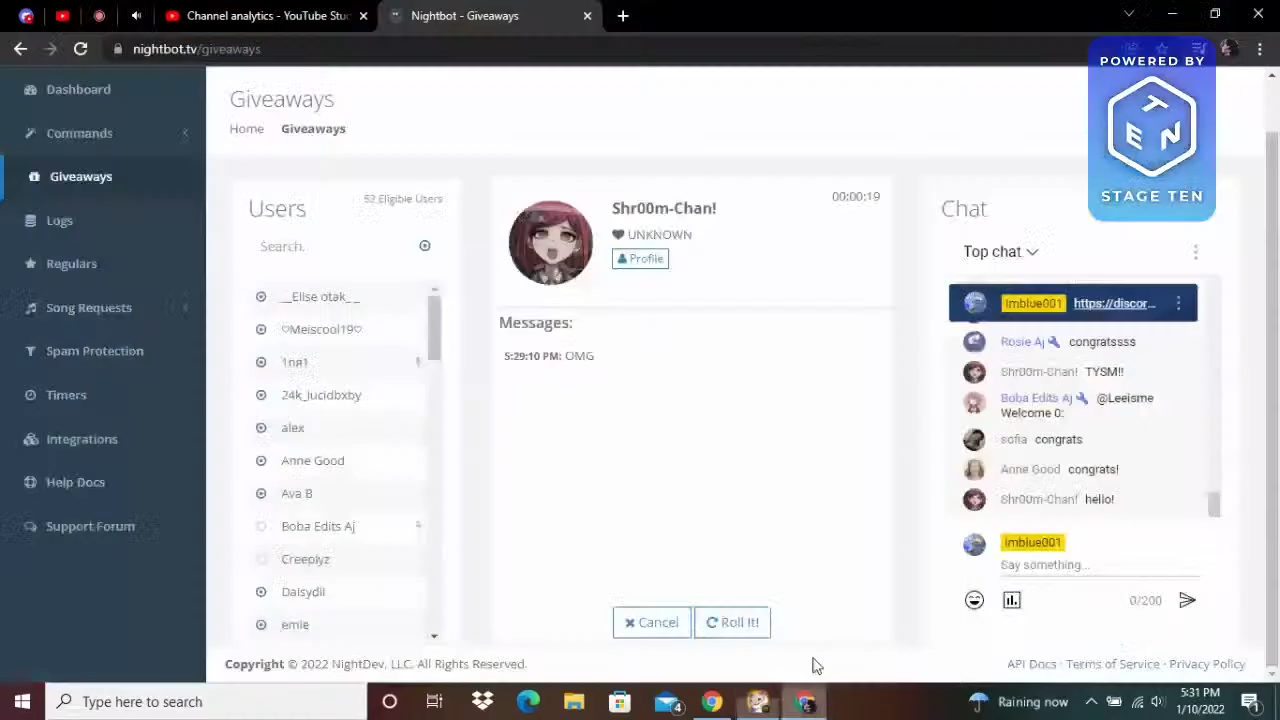 Channel analytics - YouTube Stu
Nightbot - Giveaways
nightbot.tv/giveaways
POWERED BY
TEN
STAGE TEN
Dashboard
Commands
Giveaways
Logs
Regulars
Song Requests
Spam Protection
Timers
Integrations
Help Docs
Support Forum
Giveaways
Home Giveaways
Users
Eligible Users
Search.
__Elise otak__
♡Meiscool19♡
24k_lucidbxby
alex
Anne Good
Ava B
Boba Edits Aj
Creeplyz
Daisydii
emie
Shr00m-Chan!
00:00:19
UNKNOWN
Profile
Messages:
5:29:10 PM: OMG
Cancel
Roll It!
Chat
Top chat
imblue001 https://discor...
Rosie Aj congratssss
Shr00m-Chan! TYSM!!
Boba Edits Aj @Leeisme
Welcome 0:
sofia congrats
Anne Good congrats!
Shr00m-Chan! hello!
imblue001
Say something...
0/200
Copyright © 2022 NightDev, LLC. All Rights Reserved.
API Docs · Terms of Service · Privacy Policy
Type here to search
4
Raining now
5:31 PM
1/10/2022
1